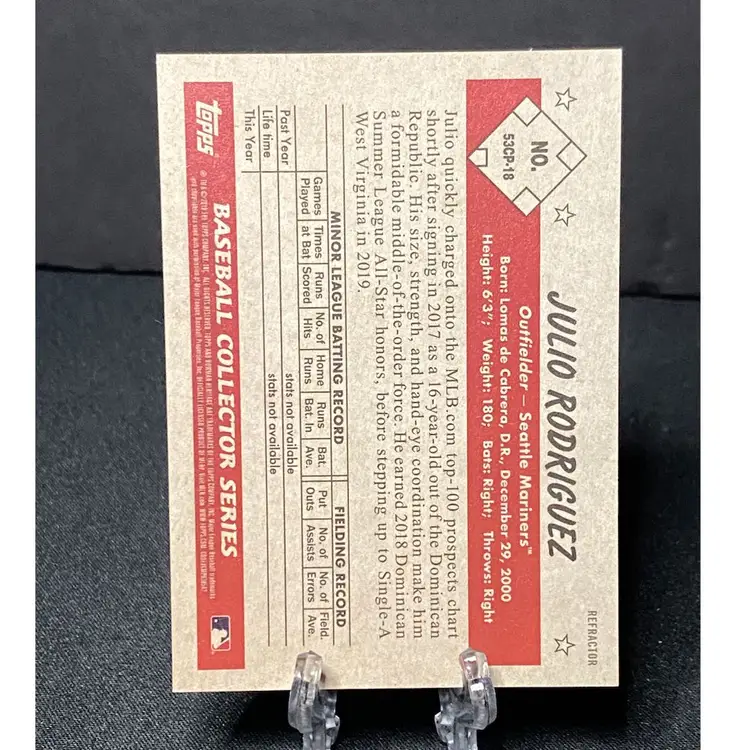 REFRACTOR
JULIO RODRIGUEZ
NO.
53CP-18
Outfielder — Seattle Mariners™
Born: Lomas de Cabrera, D.R., December 29, 2000
Height: 6'3"; Weight: 180; Bats: Right; Throws: Right
Julio quickly charged onto the MLB.com top-100 prospects chart
shortly after signing in 2017 as a 16-year-old out of the Dominican
Republic. His size, strength, and hand-eye coordination make him
a formidable middle-of-the-order force. He earned 2018 Dominican
Summer League All-Star honors, before stepping up to Single-A
West Virginia in 2019.
MINOR LEAGUE BATTING RECORD FIELDING RECORD
Games Times Runs No. of Home Runs Bat. Put No. of No. of Field.
Played at Bat Scored Hits Runs Bat. In Ave. Outs Assists Errors Ave.
Past Year stats not available
Life time stats not available
This Year
topps
BASEBALL COLLECTOR SERIES